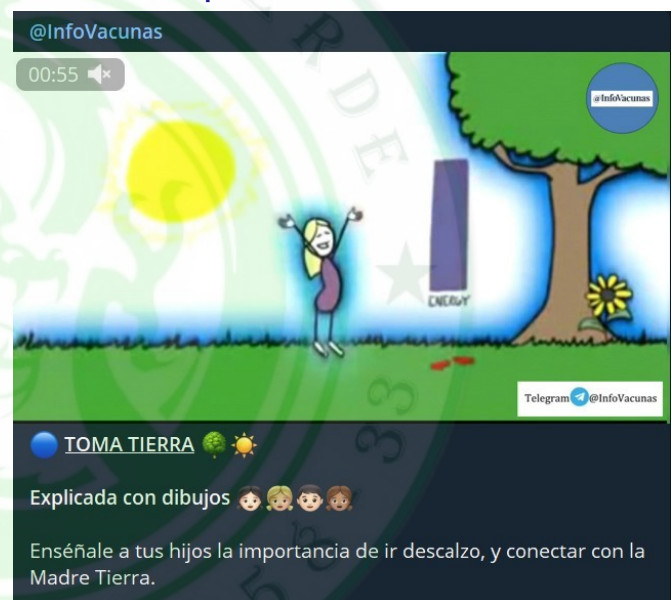 @InfoVacunas
00:55
@InfoVacunas
ENERGY
Telegram @InfoVacunas
TOMA TIERRA
Explicada con dibujos
Enséñale a tus hijos la importancia de ir descalzo, y conectar con la
Madre Tierra.